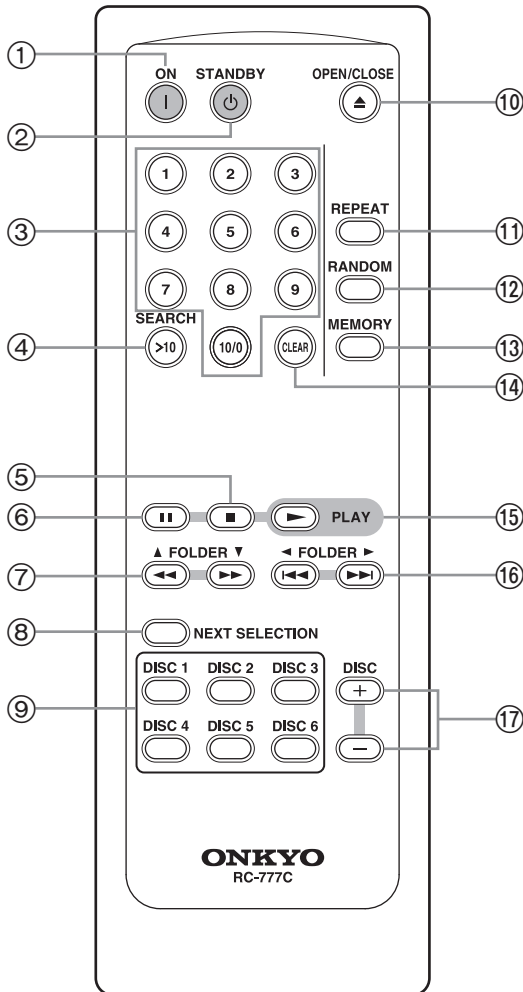 ① ON STANDBY OPEN/CLOSE
② ⑩
1 2 3
③ 4 5 6 REPEAT ⑪
7 8 9 RANDOM ⑫
SEARCH MEMORY ⑬
④ >10 10/0 CLEAR ⑭
⑤
⑥ PLAY ⑮
▲ FOLDER ▼ ◄ FOLDER ►
⑦ ⑯
⑧ NEXT SELECTION
DISC 1 DISC 2 DISC 3 DISC
⑨ + ⑰
DISC 4 DISC 5 DISC 6 −
ONKYO
RC-777C